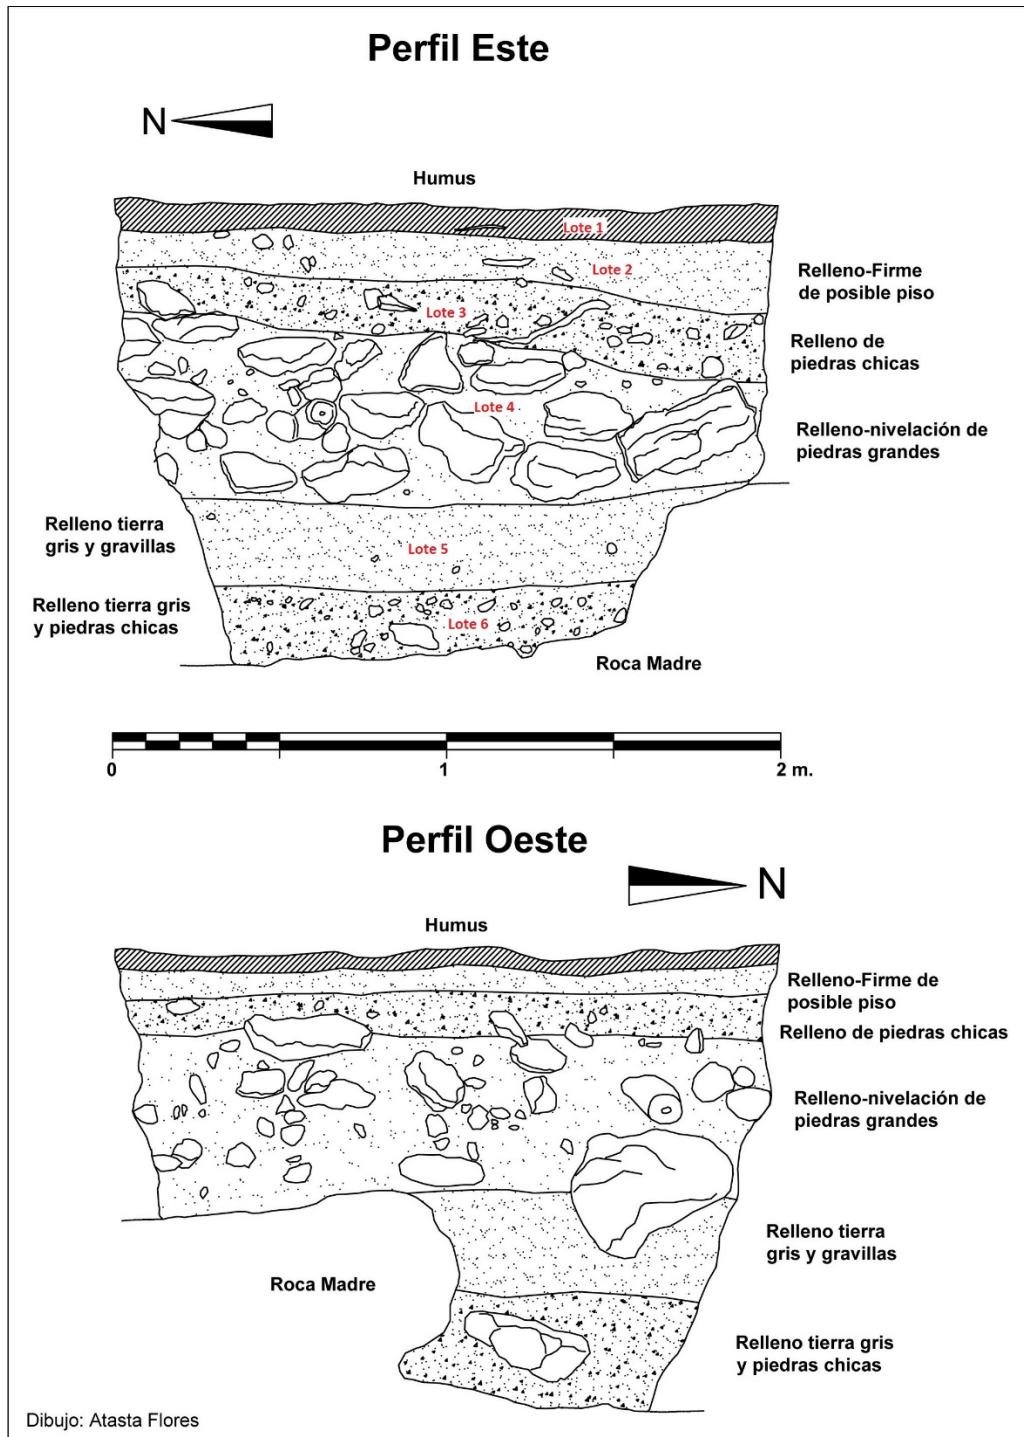 Perfil Este
N
Humus
Lote 1
Lote 2
Relleno-Firme
de posible piso
Lote 3
Relleno de
piedras chicas
Lote 4
Relleno-nivelación de
piedras grandes
Relleno tierra
gris y gravillas
Lote 5
Relleno tierra gris
y piedras chicas
Lote 6
Roca Madre
0 1 2 m.
Perfil Oeste
N
Humus
Relleno-Firme de
posible piso
Relleno de piedras chicas
Relleno-nivelación de
piedras grandes
Relleno tierra
gris y gravillas
Roca Madre
Relleno tierra gris
y piedras chicas
Dibujo: Atasta Flores